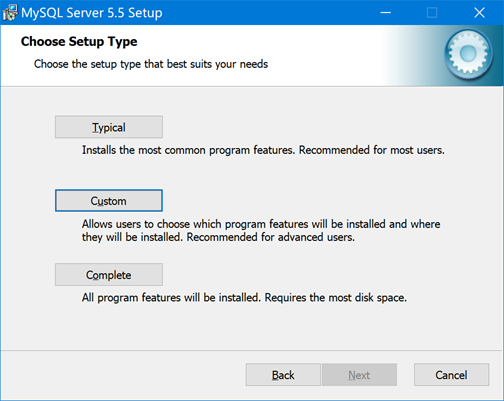 MySQL Server 5.5 Setup
Choose Setup Type
Choose the setup type that best suits your needs
Typical
Installs the most common program features. Recommended for most users.
Custom
Allows users to choose which program features will be installed and where
they will be installed. Recommended for advanced users.
Complete
All program features will be installed. Requires the most disk space.
Back Next Cancel